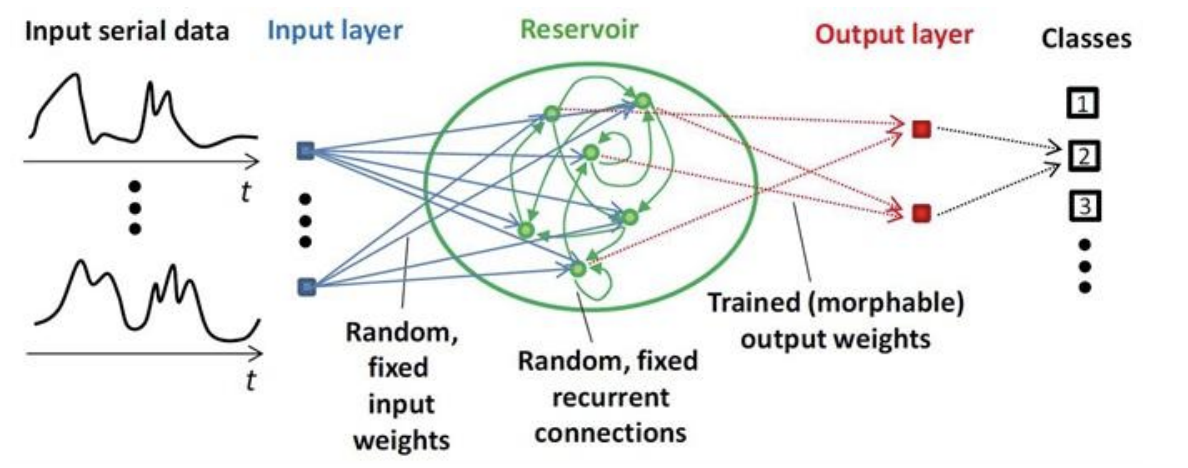 Input serial data
Input layer
Reservoir
Output layer
Classes
t
t
1
2
3
Random,
fixed
input
weights
Random, fixed
recurrent
connections
Trained (morphable)
output weights